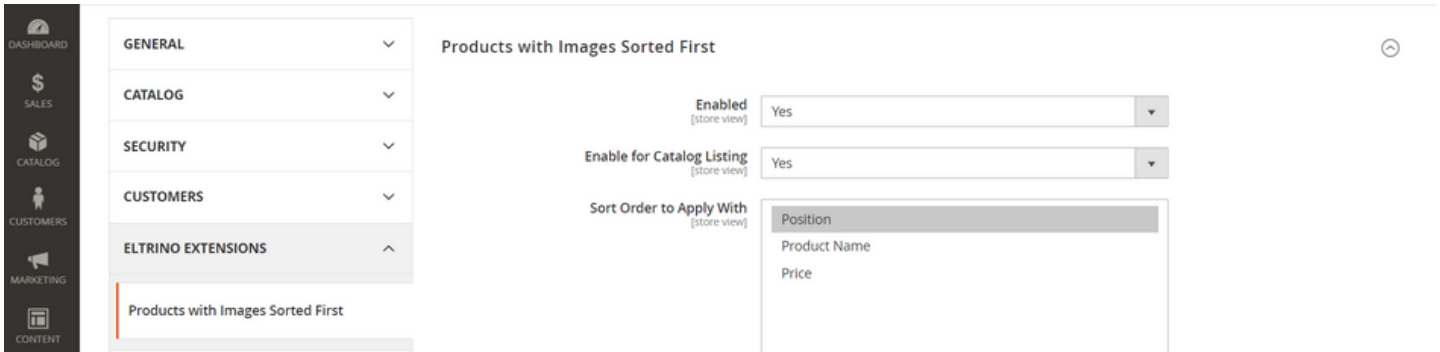 DASHBOARD
SALES
CATALOG
CUSTOMERS
MARKETING
CONTENT
GENERAL
CATALOG
SECURITY
CUSTOMERS
ELTRINO EXTENSIONS
Products with Images Sorted First
Products with Images Sorted First
Enabled
[store view]
Yes
Enable for Catalog Listing
[store view]
Yes
Sort Order to Apply With
[store view]
Position
Product Name
Price